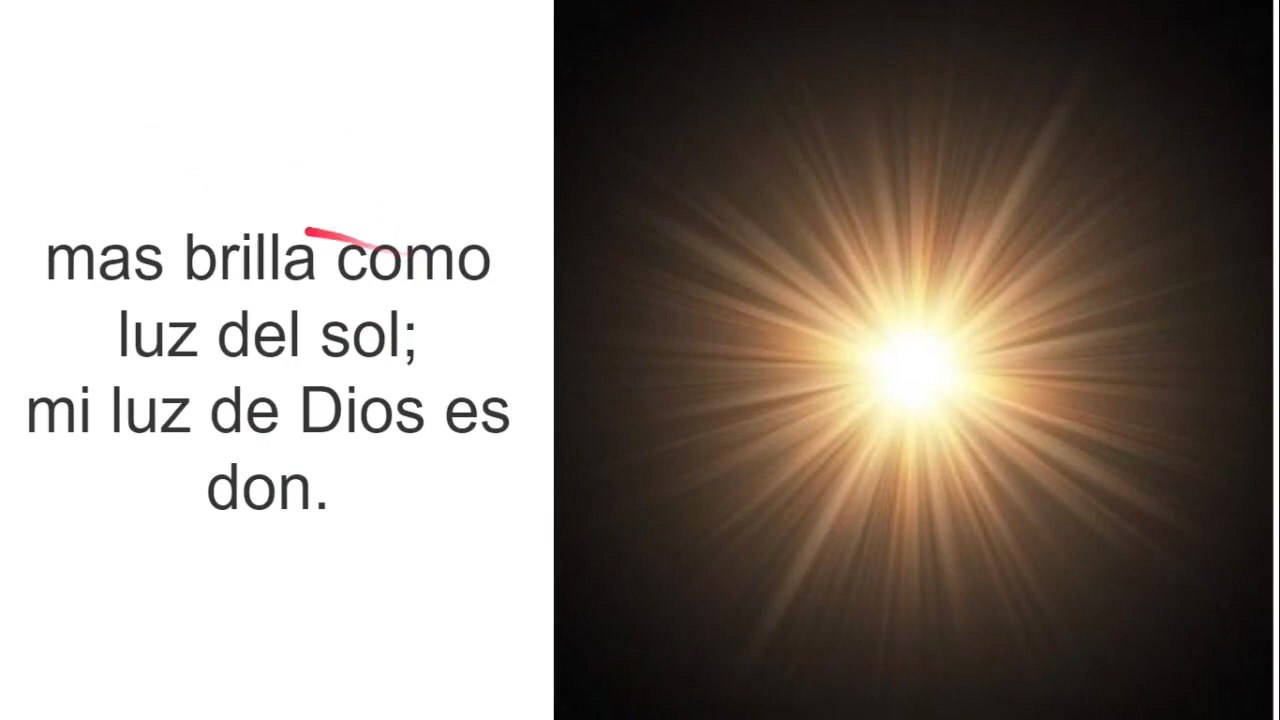 mas brilla como
luz del sol;
mi luz de Dios es
don.